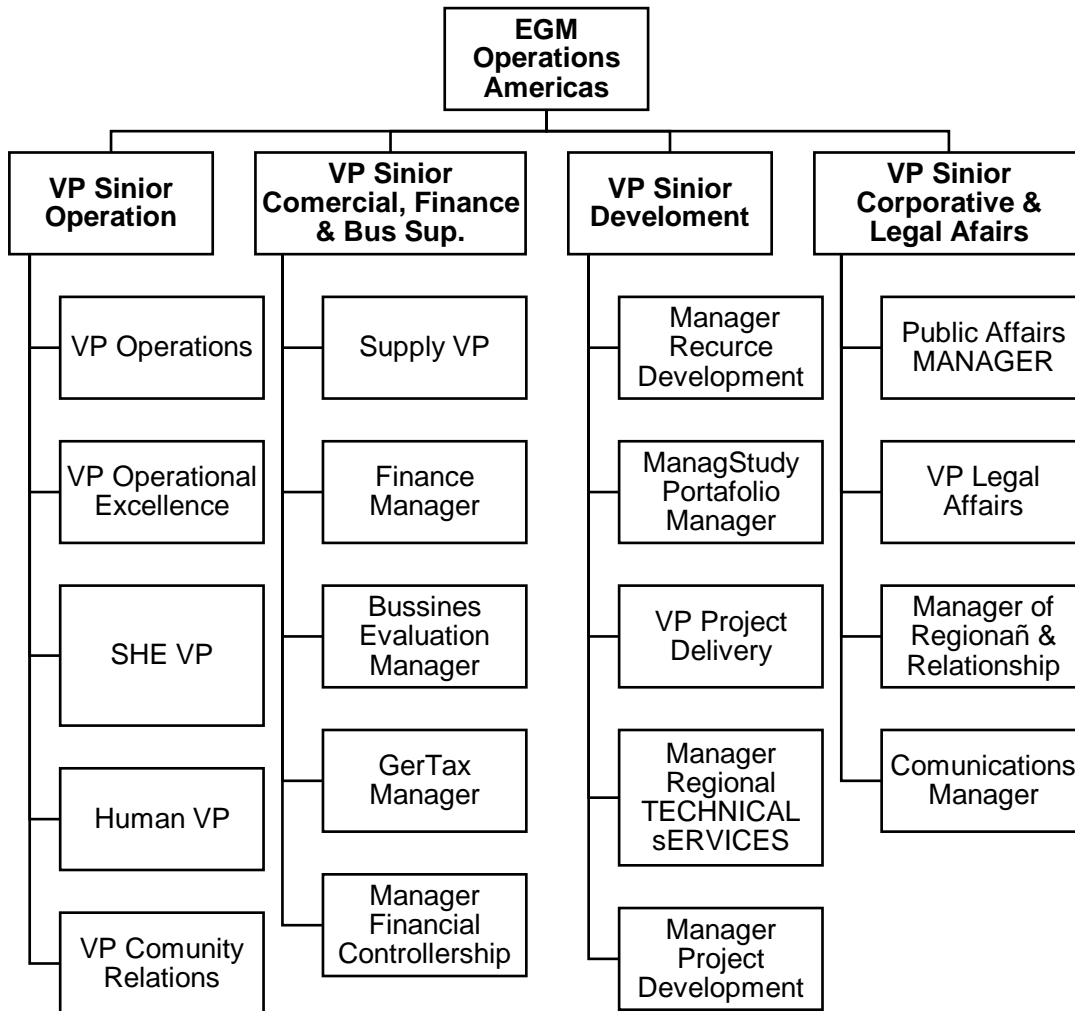 EGM
Operations
Americas
VP Sinior
Operation
VP Sinior
Comercial, Finance
& Bus Sup.
VP Sinior
Develoment
VP Sinior
Corporative &
Legal Afairs
VP Operations
VP Operational
Excellence
SHE VP
Human VP
VP Comunity
Relations
Supply VP
Finance
Manager
Bussines
Evaluation
Manager
GerTax
Manager
Manager
Financial
Controllership
Manager
Recurce
Development
ManagStudy
Portafolio
Manager
VP Project
Delivery
Manager
Regional
TECHNICAL
sERVICES
Manager
Project
Development
Public Affairs
MANAGER
VP Legal
Affairs
Manager of
Regionañ &
Relationship
Comunications
Manager